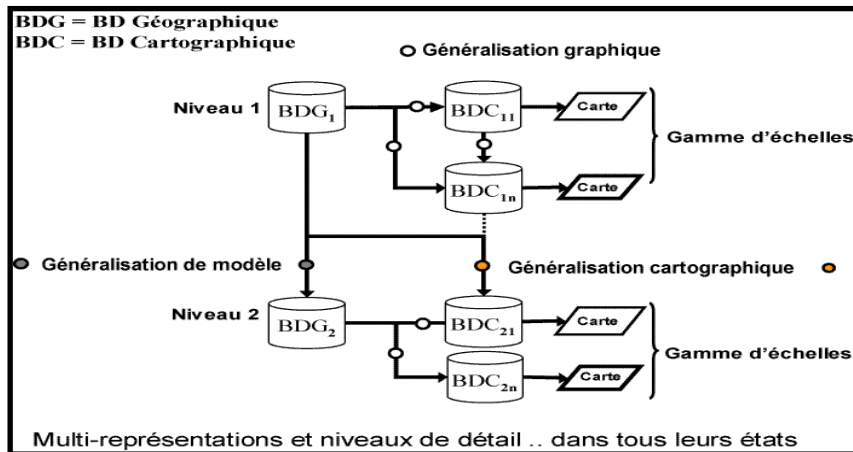 BDG = BD Géographique
BDC = BD Cartographique
Généralisation graphique
Niveau 1
BDG1
BDC11
Carte
Gamme d'échelles
BDC1n
Carte
Généralisation de modèle
Généralisation cartographique
Niveau 2
BDG2
BDC21
Carte
Gamme d'échelles
BDC2n
Carte
Multi-représentations et niveaux de détail .. dans tous leurs états